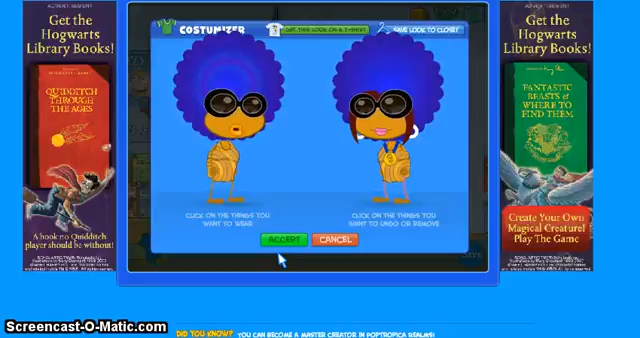 ADVERTISEMENT
Get the
Hogwarts
Library Books!
QUIDDITCH
THROUGH
THE AGES
A book no Quidditch
player should be without!
COSTUMIZER
GET THIS LOOK ON A T-SHIRT
SAVE LOOK TO CLOSET
CLICK ON THE THINGS YOU
WANT TO WEAR
CLICK ON THE THINGS YOU
WANT TO UNDO OR REMOVE
ACCEPT
CANCEL
ADVERTISEMENT
Get the
Hogwarts
Library Books!
FANTASTIC
BEASTS &
WHERE TO
FIND THEM
Create Your Own
Magical Creature!
Play The Game
DID YOU KNOW? YOU CAN BECOME A MASTER CREATOR IN POPTROPICA REALMS!
Screencast-O-Matic.com